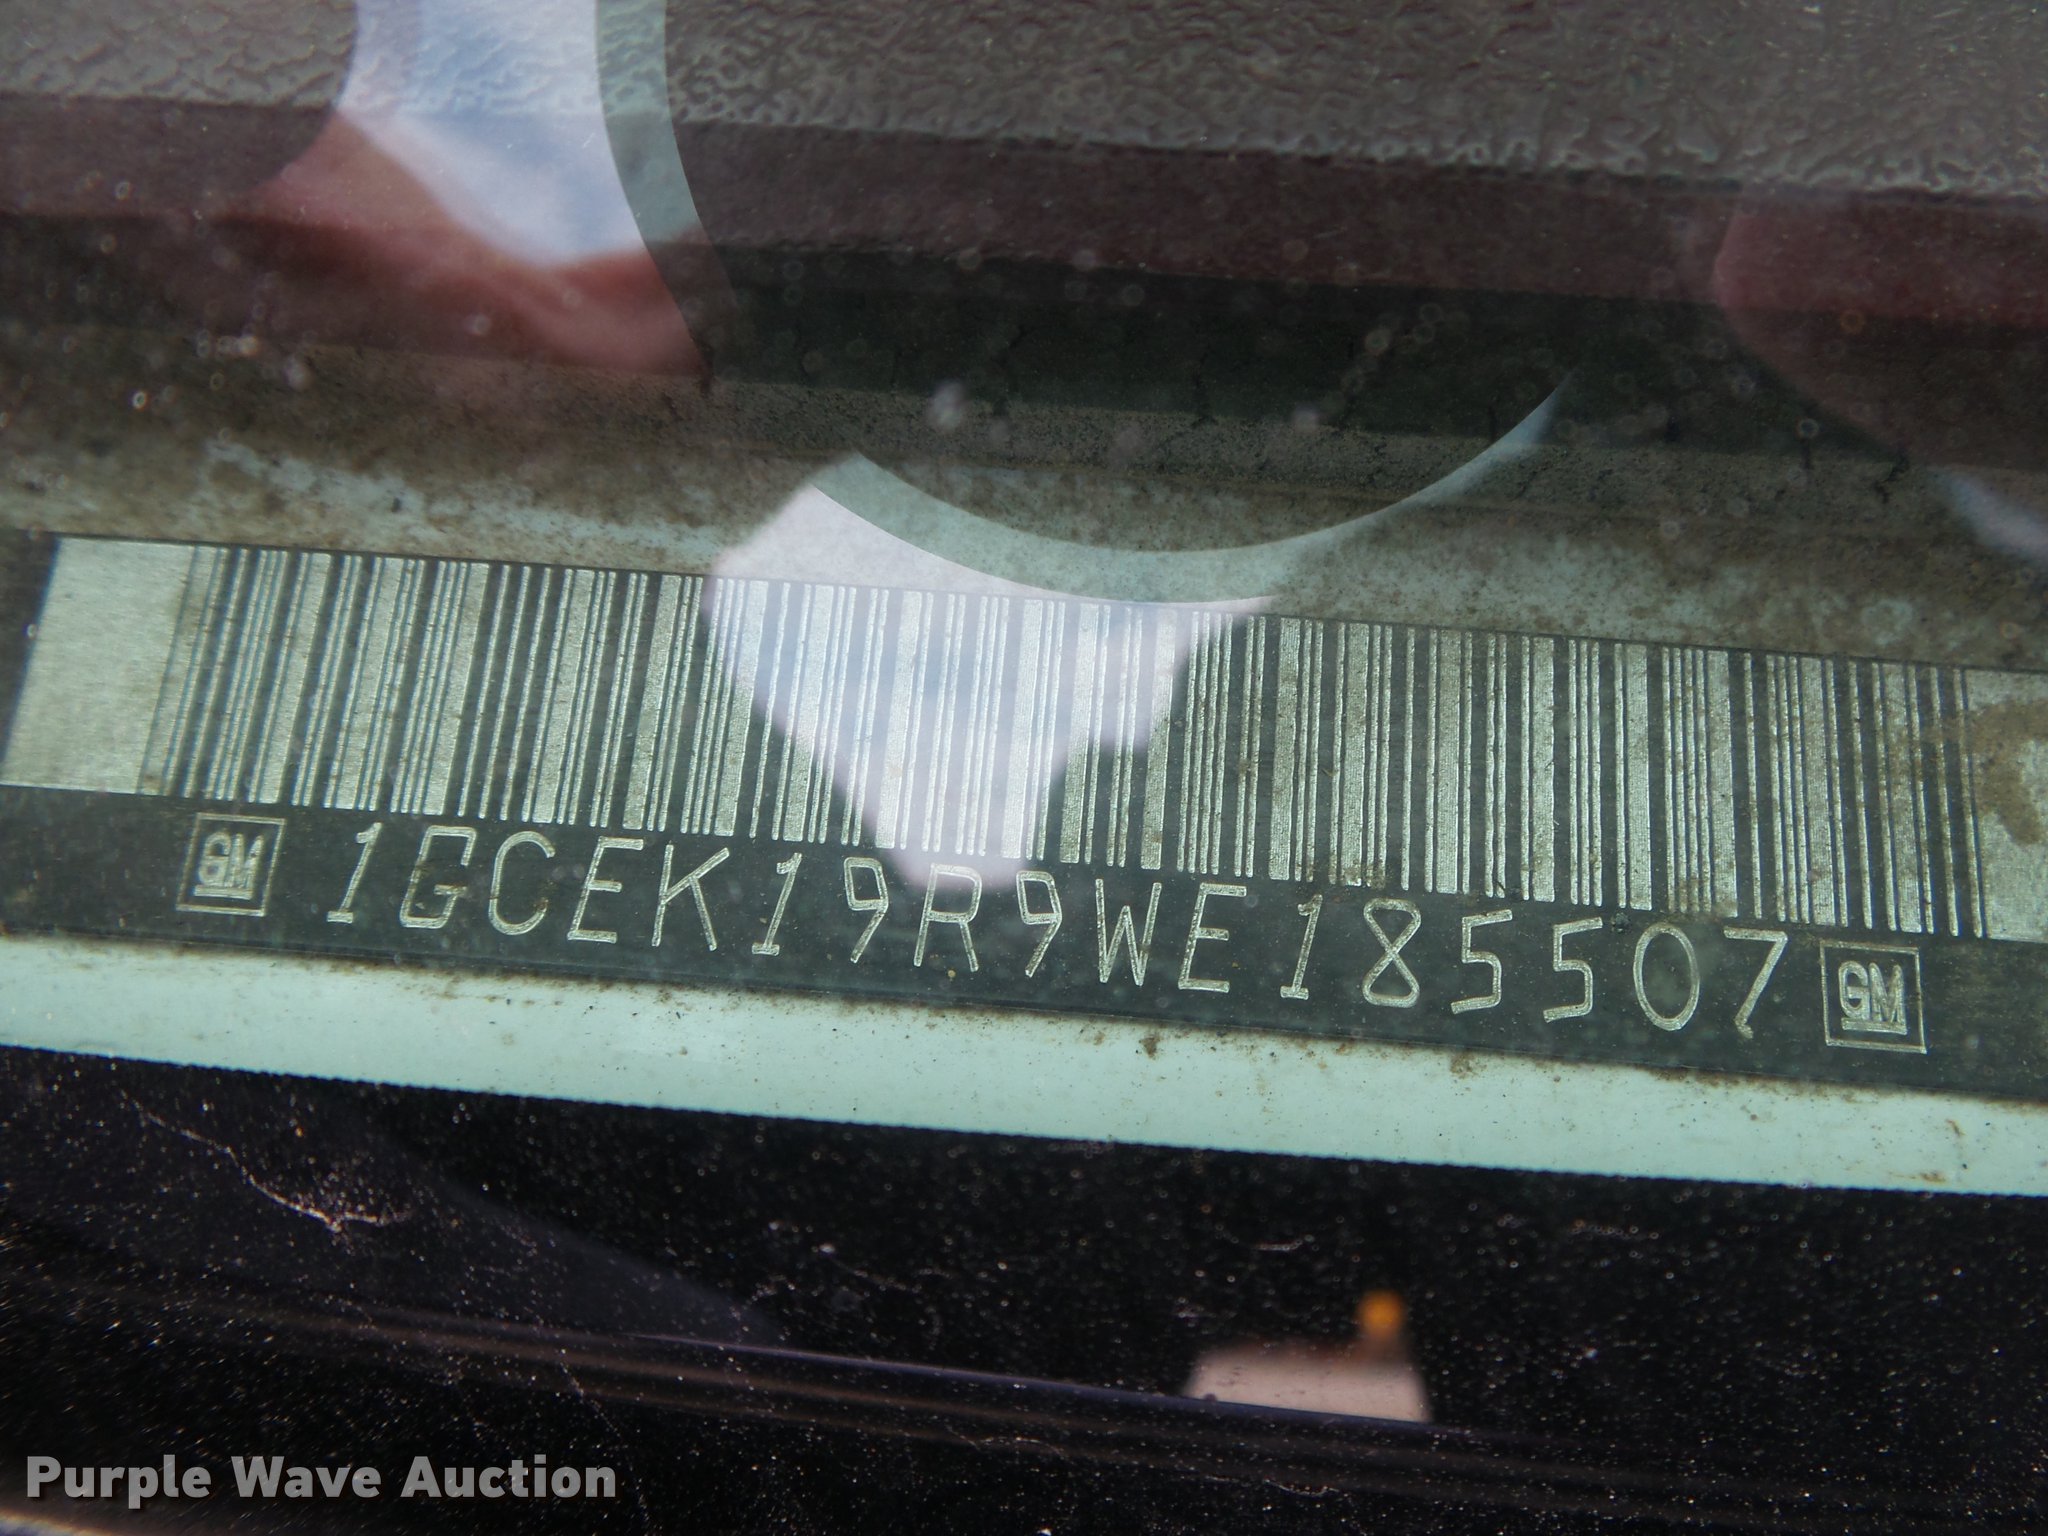 GM 1GCEK19R9WE185507 GM
Purple Wave Auction